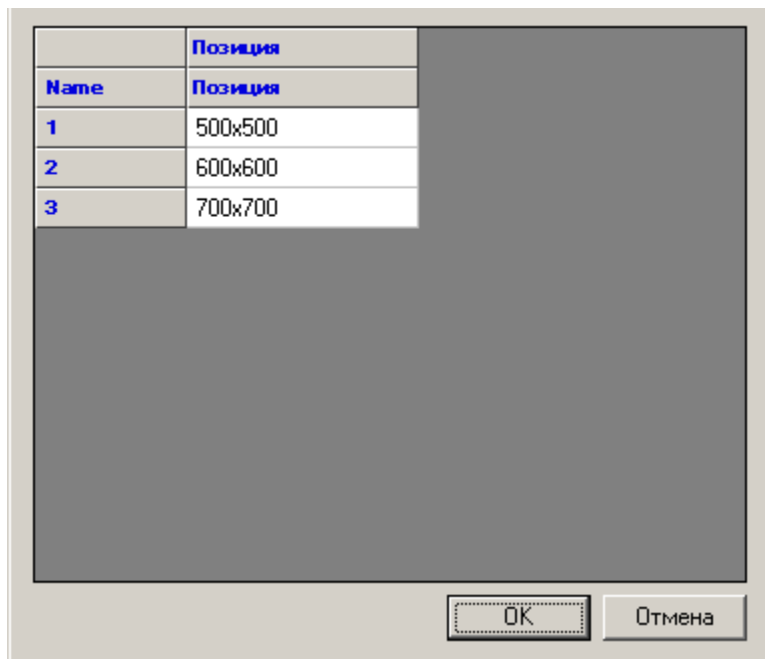 Позиция
Name Позиция
1 500x500
2 600x600
3 700x700
OK Отмена